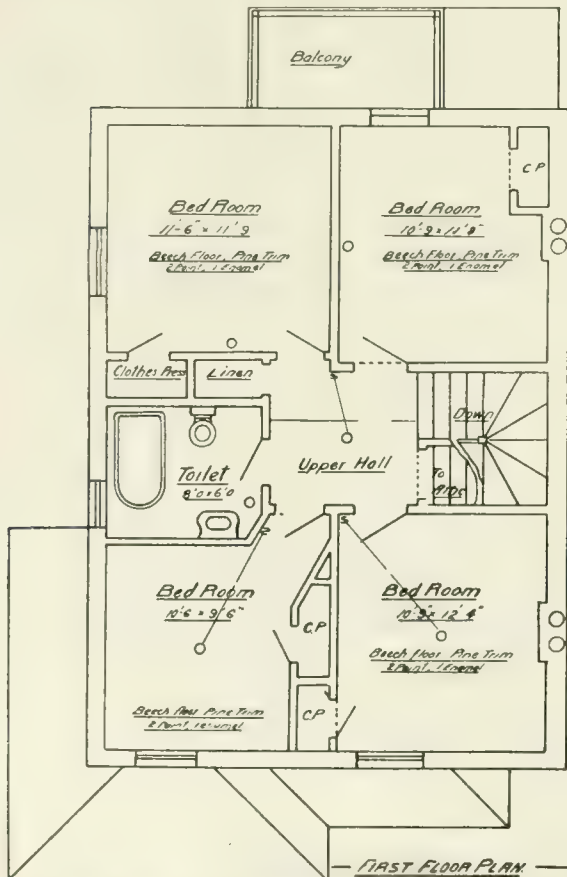 Balcony
Bed Room
11'-6" × 11'9
Beech Floor, Pine Trim
2 Paint, 1 Enamel
Bed Room
10'-9 × 11'8"
Beech Floor, Pine Trim
2 Paint, 1 Enamel
C.P
Clothes Press
Linen
Down
To Attic
Toilet
8'0 × 6'0
Upper Hall
Bed Room
10'6 × 9'6"
Beech floor Pine Trim
2 Paint, 1 enamel
C.P
C.P
Bed Room
10'-9" × 12'4"
Beech floor Pine Trim
2 Paint, 1 Enamel
FIRST FLOOR PLAN.